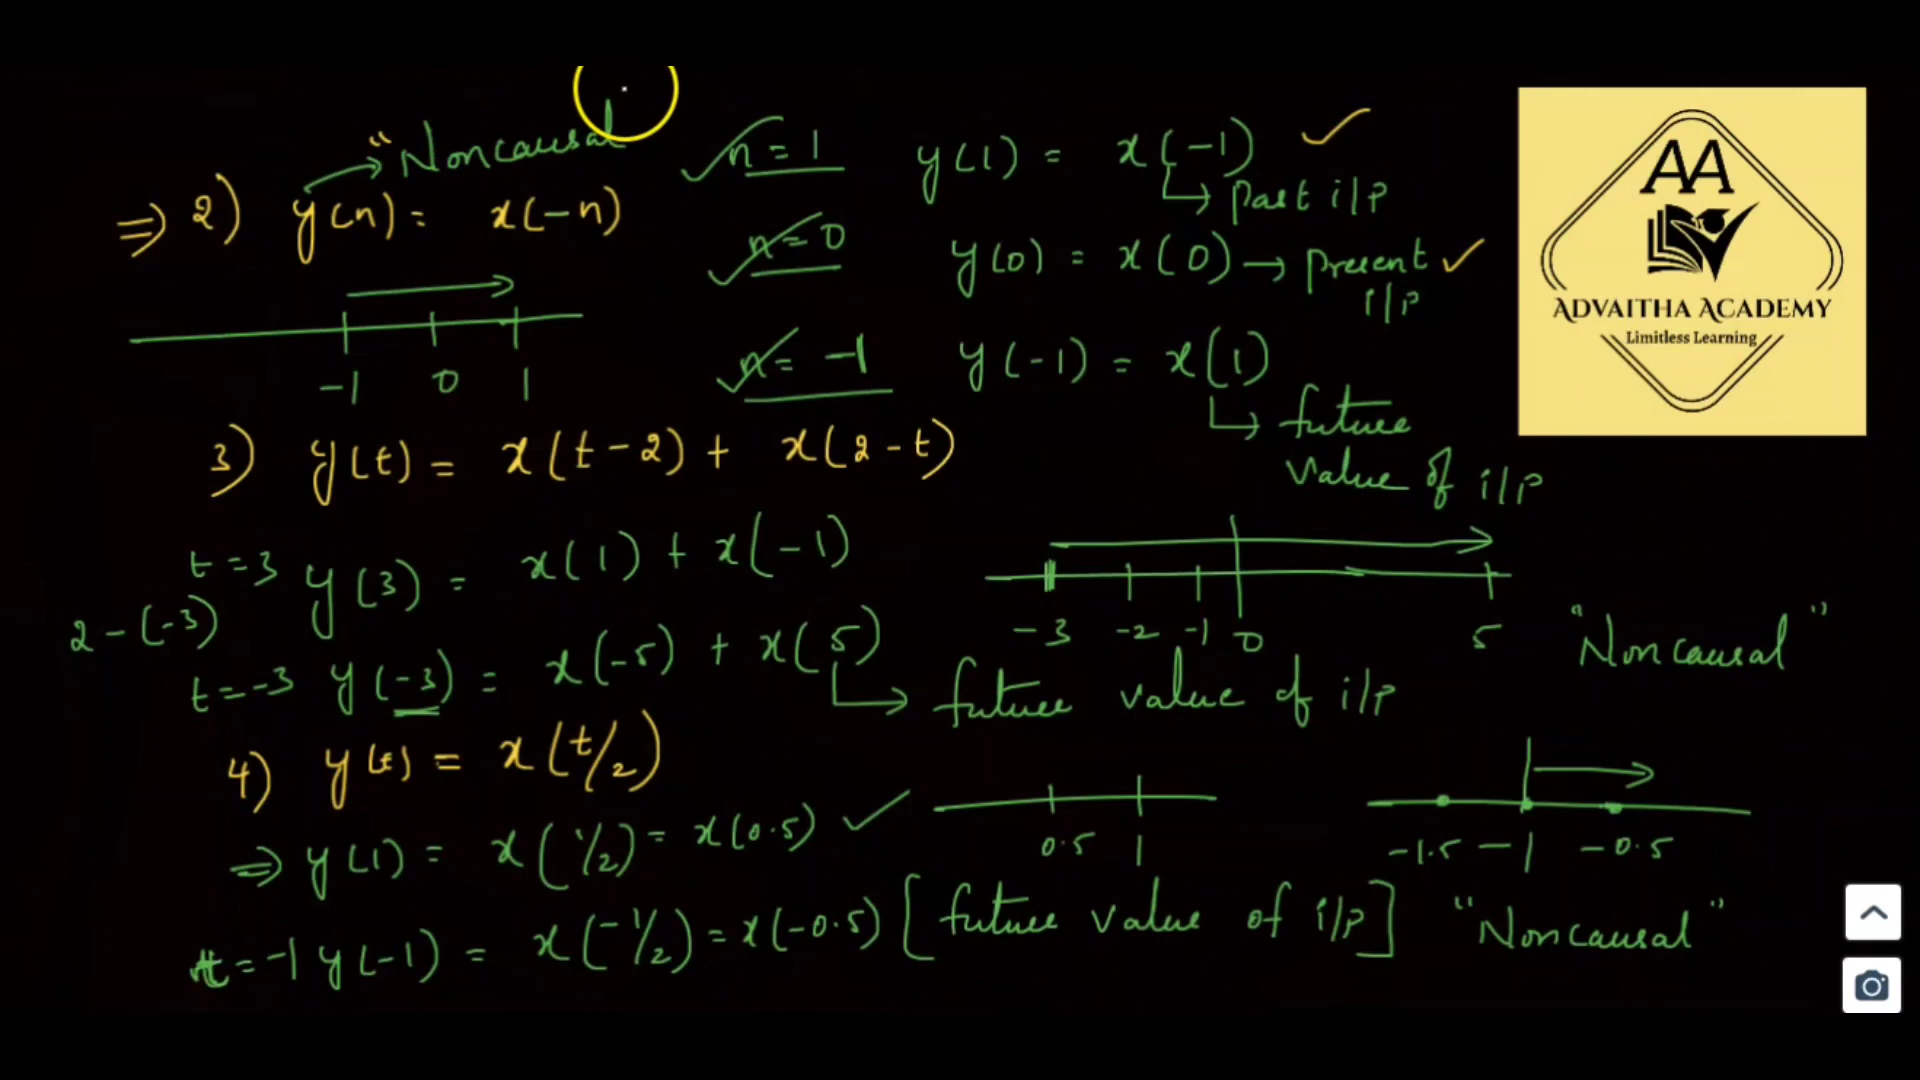 "Noncausal
⇒ 2) y(n) = x(-n)
-1 0 1
n = 1 y(1) = x(-1) ✓
↳ past i/p
n = 0 y(0) = x(0) → present ✓
i/p
n = -1 y(-1) = x(1)
↳ future
value of i/p
3) y(t) = x(t-2) + x(2-t)
t = 3 y(3) = x(1) + x(-1)
2-(-3)
t = -3 y(-3) = x(-5) + x(5)
↳ future value of i/p
-3 -2 -1 0 5
"Noncausal"
4) y(t) = x(t/2)
⇒ y(1) = x(1/2) = x(0.5) ✓
0.5 1
-1.5 -1 -0.5
t = -1 y(-1) = x(-1/2) = x(-0.5) [future value of i/p] "Noncausal"
AA
ADVAITHA ACADEMY
Limitless Learning